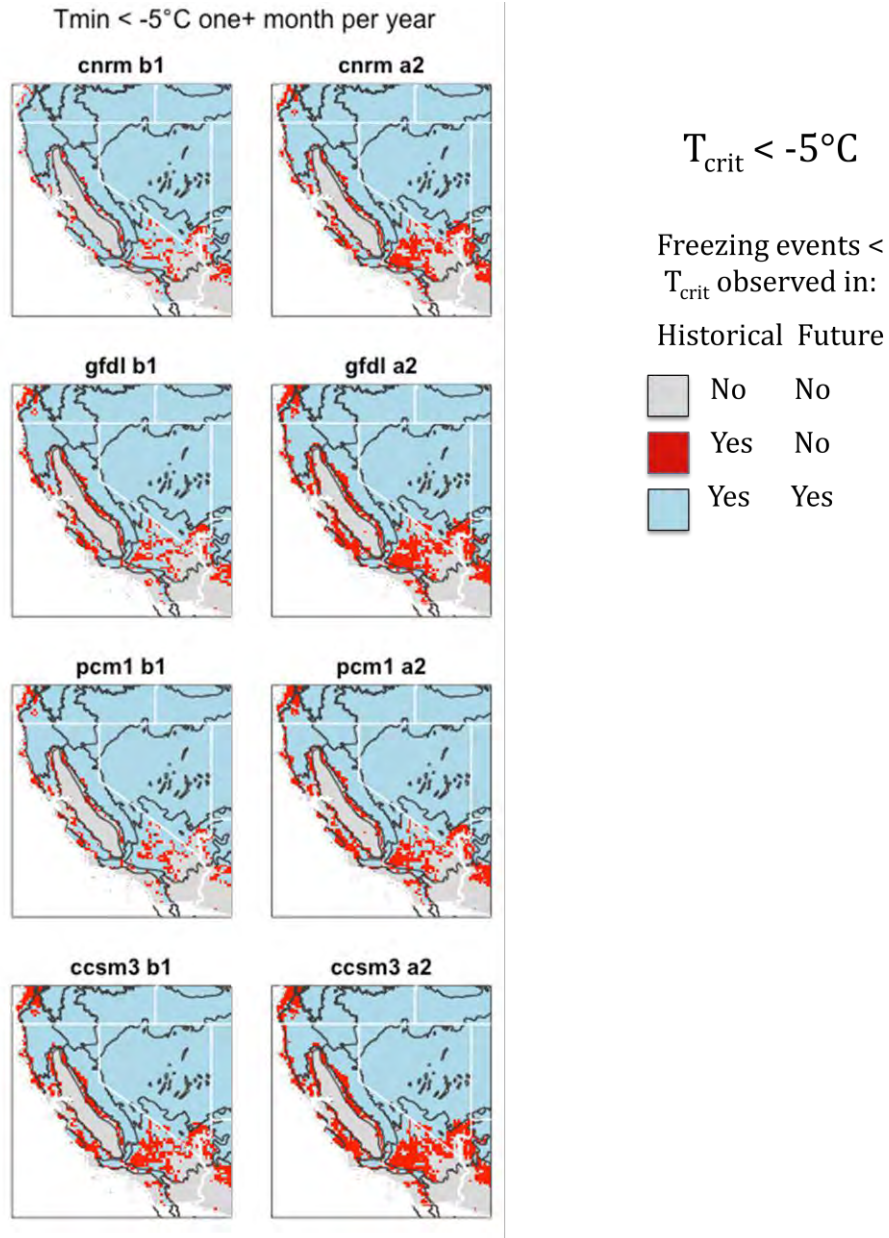 Tmin < -5°C one+ month per year
cnrm b1
cnrm a2
gfdl b1
gfdl a2
pcm1 b1
pcm1 a2
ccsm3 b1
ccsm3 a2
Tcrit < -5°C
Freezing events <
Tcrit observed in:
Historical Future
No No
Yes No
Yes Yes